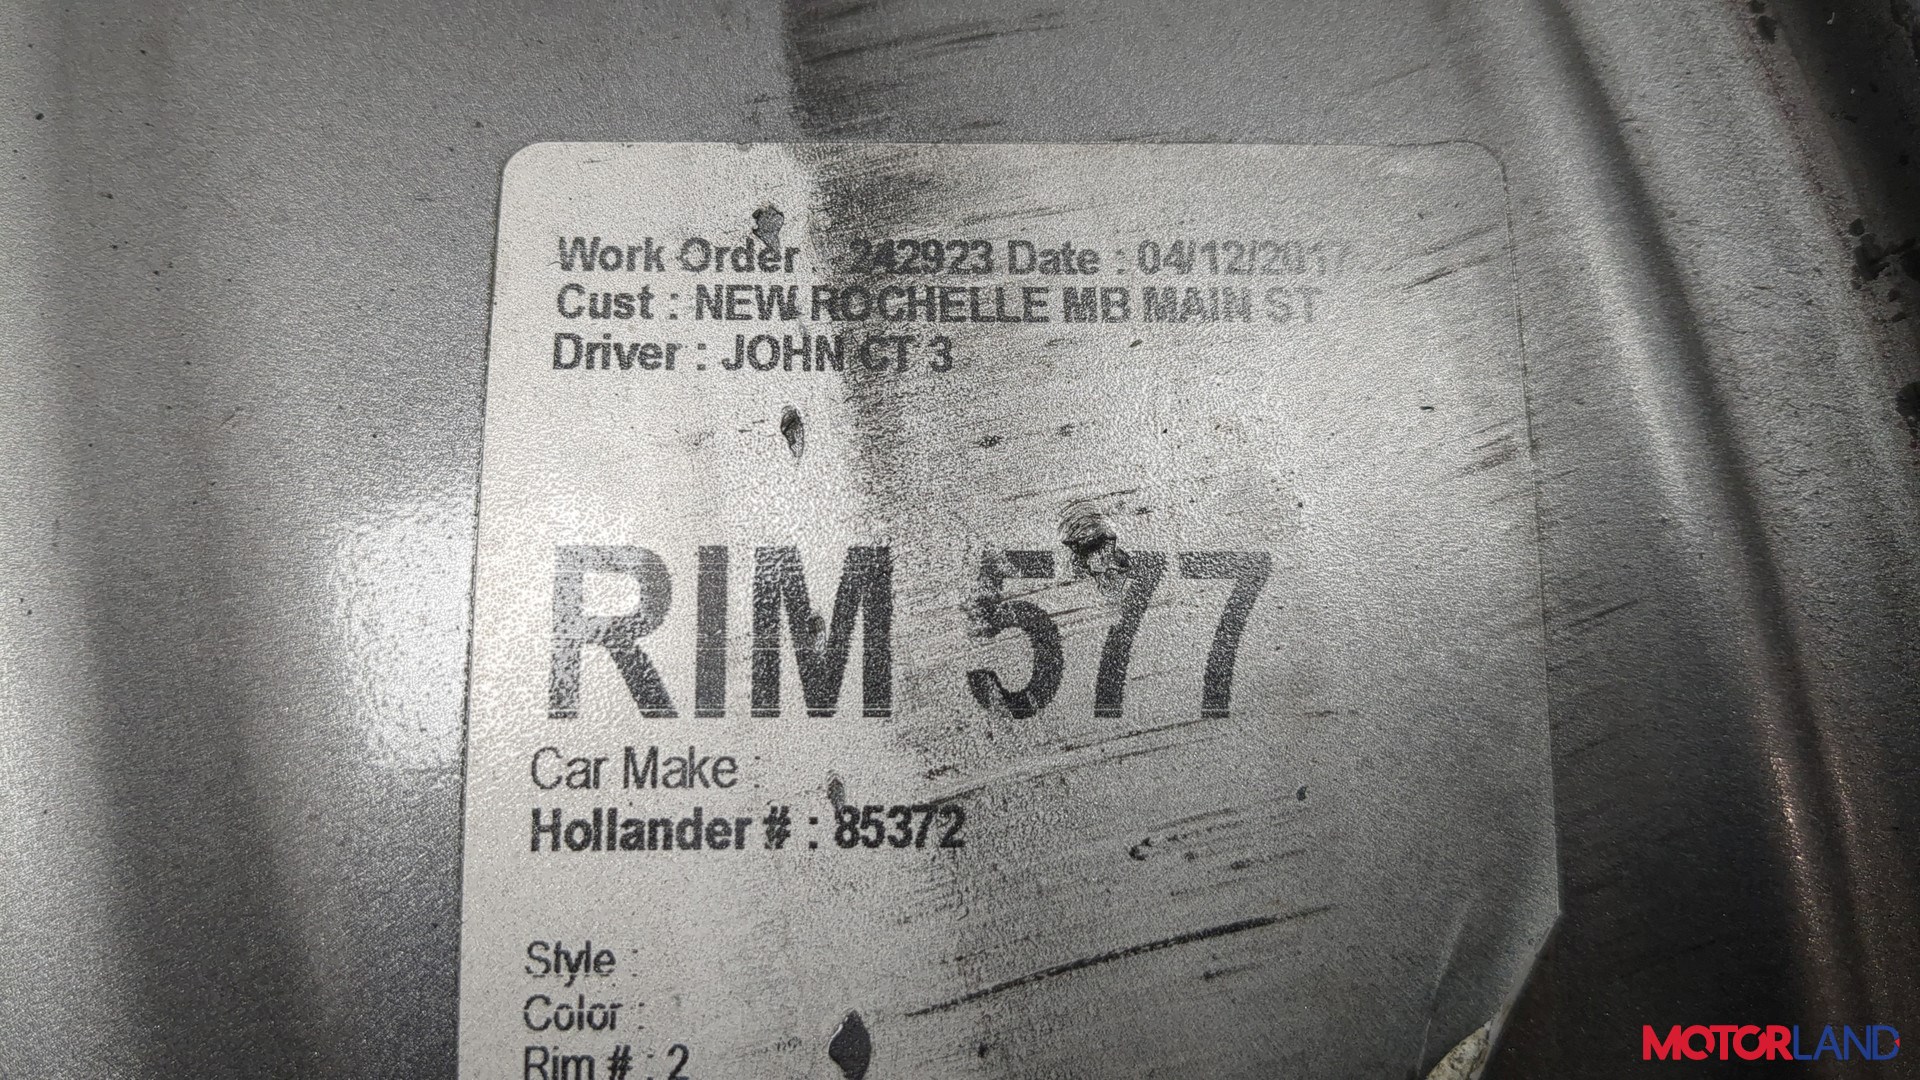 Work Order : 242923 Date : 04/12/2017
Cust : NEW ROCHELLE MB MAIN ST
Driver : JOHN CT 3
RIM 577
Car Make :
Hollander # : 85372
Style :
Color :
Rim # : 2
MOTORLAND